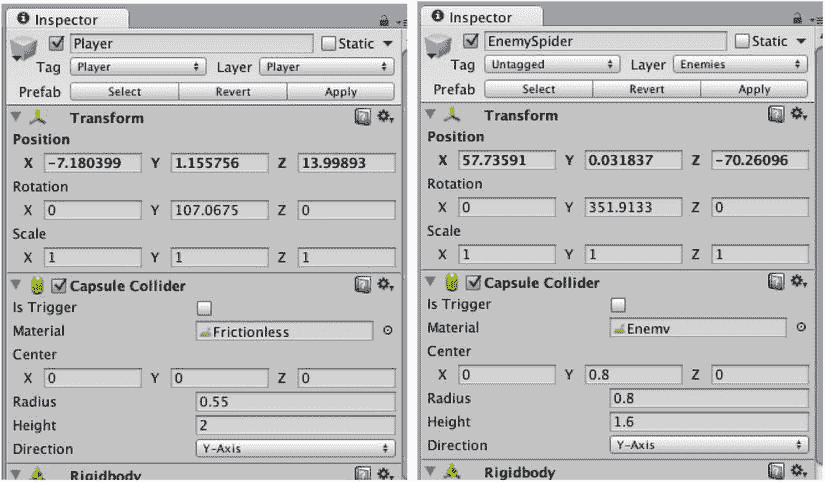 Inspector
Player
Static
Tag Player Layer Player
Prefab Select Revert Apply
Transform
Position
X -7.180399 Y 1.155756 Z 13.99893
Rotation
X 0 Y 107.0675 Z 0
Scale
X 1 Y 1 Z 1
Capsule Collider
Is Trigger
Material Frictionless
Center
X 0 Y 0 Z 0
Radius 0.55
Height 2
Direction Y-Axis
Rigidbody
Inspector
EnemySpider
Static
Tag Untagged Layer Enemies
Prefab Select Revert Apply
Transform
Position
X 57.73591 Y 0.031837 Z -70.26096
Rotation
X 0 Y 351.9133 Z 0
Scale
X 1 Y 1 Z 1
Capsule Collider
Is Trigger
Material Enemy
Center
X 0 Y 0.8 Z 0
Radius 0.8
Height 1.6
Direction Y-Axis
Rigidbody